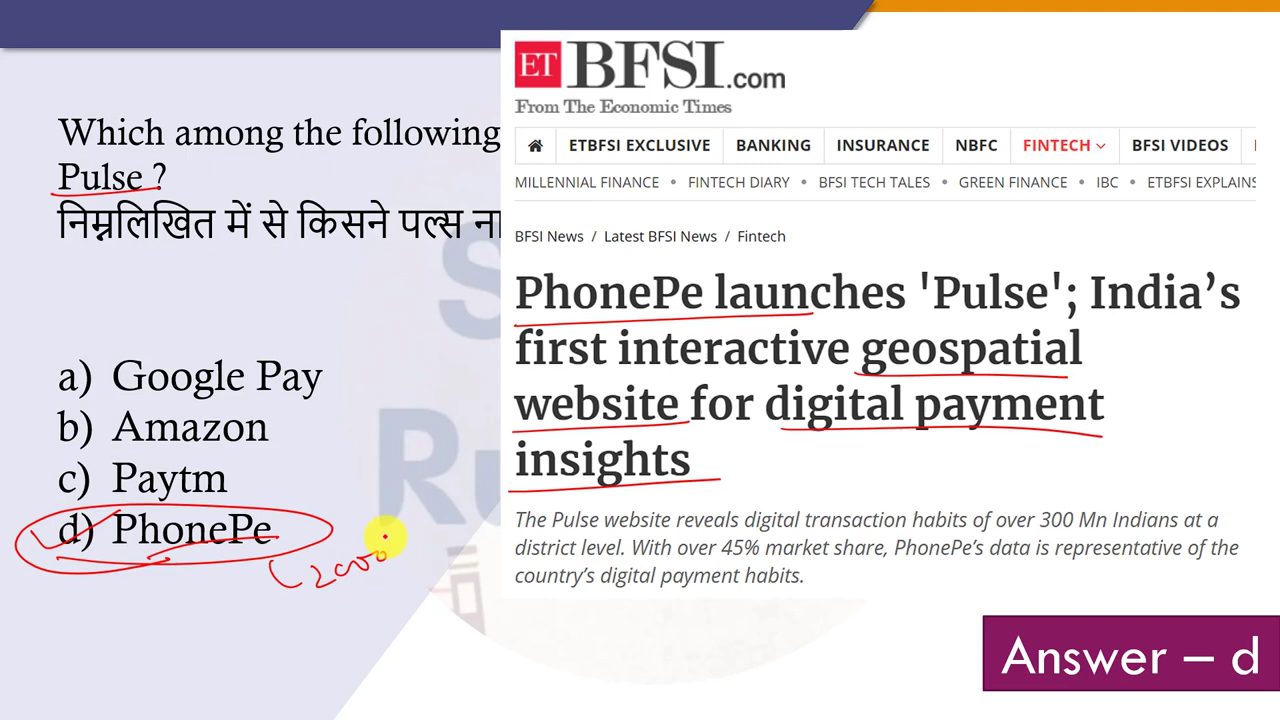 Which among the following
Pulse ?
निम्नलिखित में से किसने पल्स
a) Google Pay
b) Amazon
c) Paytm
d) PhonePe
ET BFSI.com
From The Economic Times
ETBFSI EXCLUSIVE BANKING INSURANCE NBFC FINTECH BFSI VIDEOS
MILLENNIAL FINANCE • FINTECH DIARY • BFSI TECH TALES • GREEN FINANCE • IBC • ETBFSI EXPLAINS
BFSI News / Latest BFSI News / Fintech
PhonePe launches 'Pulse'; India’s
first interactive geospatial
website for digital payment
insights
The Pulse website reveals digital transaction habits of over 300 Mn Indians at a
district level. With over 45% market share, PhonePe’s data is representative of the
country’s digital payment habits.
Answer – d